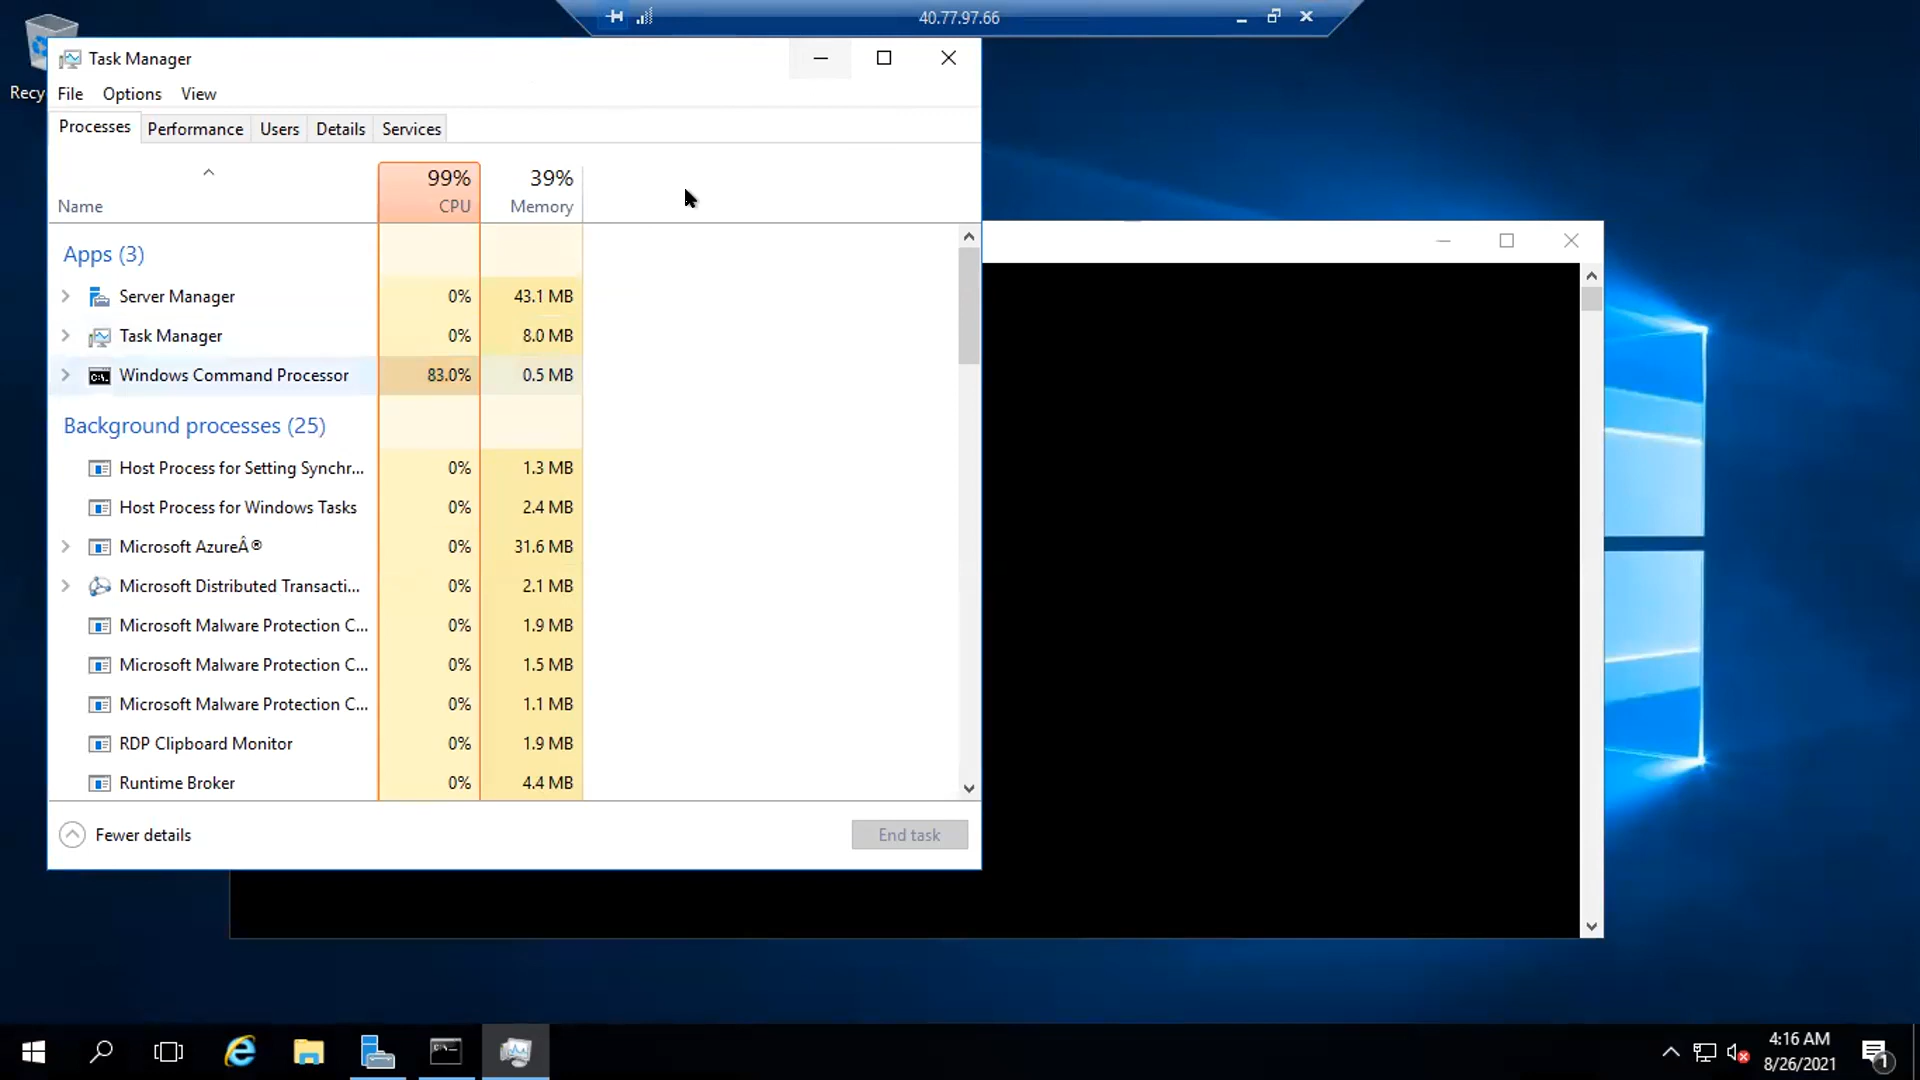 40.77.97.66
Recy
Task Manager
File Options View
Processes Performance Users Details Services
99% 39%
Name CPU Memory
Apps (3)
Server Manager 0% 43.1 MB
Task Manager 0% 8.0 MB
Windows Command Processor 83.0% 0.5 MB
Background processes (25)
Host Process for Setting Synchr... 0% 1.3 MB
Host Process for Windows Tasks 0% 2.4 MB
Microsoft AzureÂ® 0% 31.6 MB
Microsoft Distributed Transacti... 0% 2.1 MB
Microsoft Malware Protection C... 0% 1.9 MB
Microsoft Malware Protection C... 0% 1.5 MB
Microsoft Malware Protection C... 0% 1.1 MB
RDP Clipboard Monitor 0% 1.9 MB
Runtime Broker 0% 4.4 MB
Fewer details End task
4:16 AM
8/26/2021
1